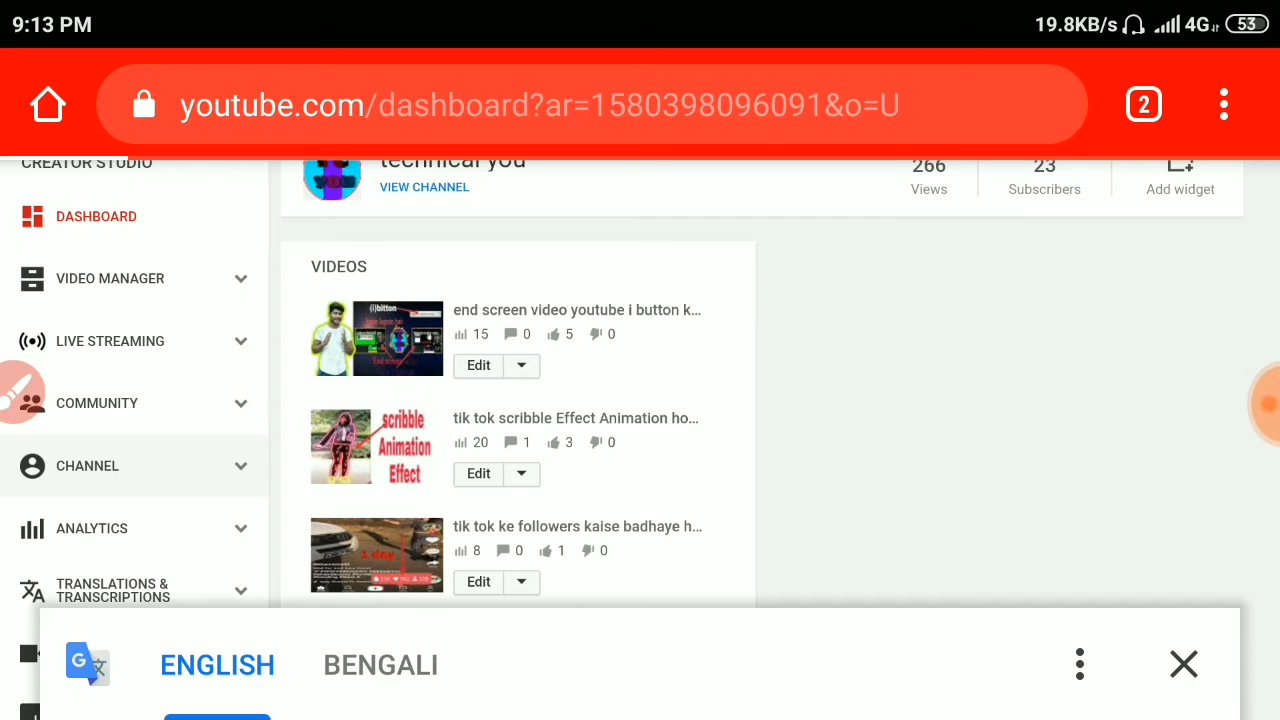 9:13 PM
19.8KB/s 4G 53
youtube.com/dashboard?ar=1580398096091&o=U
2
CREATOR STUDIO
technical you
VIEW CHANNEL
266
Views
23
Subscribers
Add widget
DASHBOARD
VIDEO MANAGER
LIVE STREAMING
COMMUNITY
CHANNEL
ANALYTICS
TRANSLATIONS &
TRANSCRIPTIONS
VIDEOS
(i)bitton
end screen video youtube i button k...
15 0 5 0
Edit
scribble
Animation
Effect
tik tok scribble Effect Animation ho...
20 1 3 0
Edit
1 day
tik tok ke followers kaise badhaye h...
8 0 1 0
Edit
ENGLISH
BENGALI